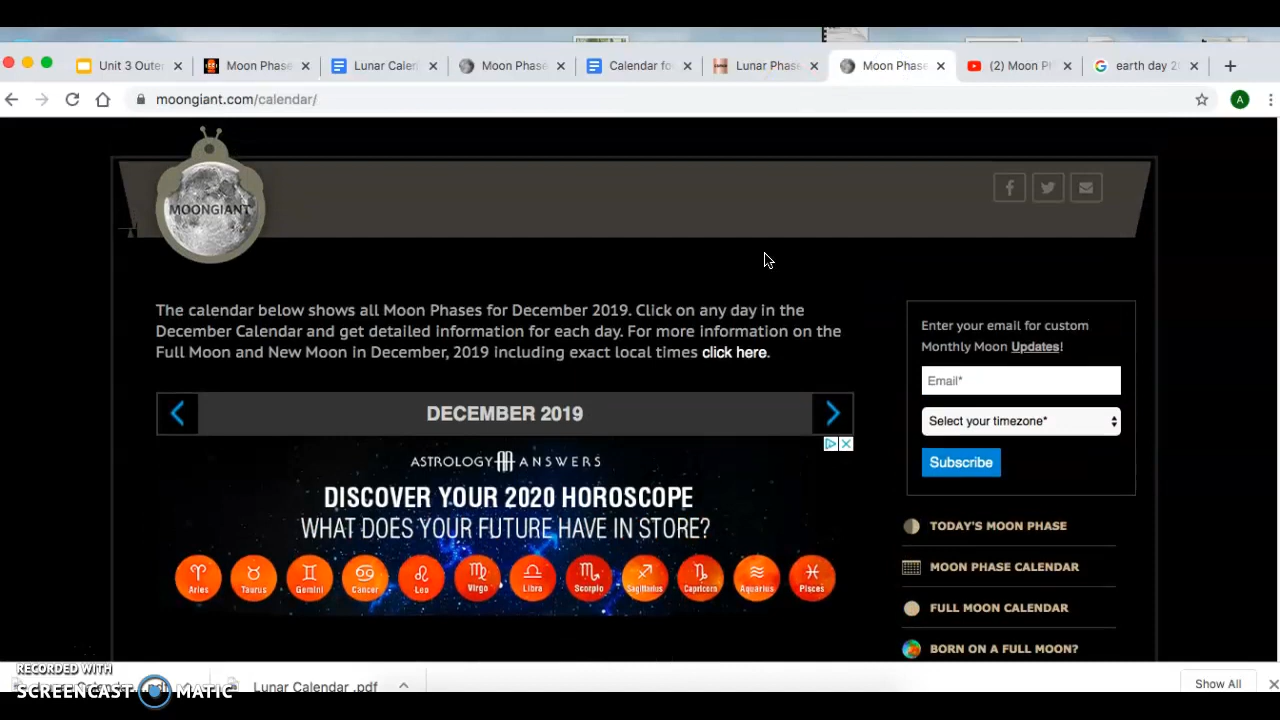 Unit 3 Oute
Moon Phase
Lunar Calen
Moon Phase
Calendar fo
Lunar Phase
Moon Phase
(2) Moon P
earth day 2
moongiant.com/calendar/
A
MOONGIANT
The calendar below shows all Moon Phases for December 2019. Click on any day in the
December Calendar and get detailed information for each day. For more information on the
Full Moon and New Moon in December, 2019 including exact local times click here.
DECEMBER 2019
ASTROLOGY ANSWERS
DISCOVER YOUR 2020 HOROSCOPE
WHAT DOES YOUR FUTURE HAVE IN STORE?
Aries Taurus Gemini Cancer Leo Virgo Libra Scorpio Sagittarius Capricorn Aquarius Pisces
Enter your email for custom
Monthly Moon Updates!
Email*
Select your timezone*
Subscribe
TODAY'S MOON PHASE
MOON PHASE CALENDAR
FULL MOON CALENDAR
BORN ON A FULL MOON?
RECORDED WITH
SCREENCAST MATIC
Lunar Calendar .pdf
Show All